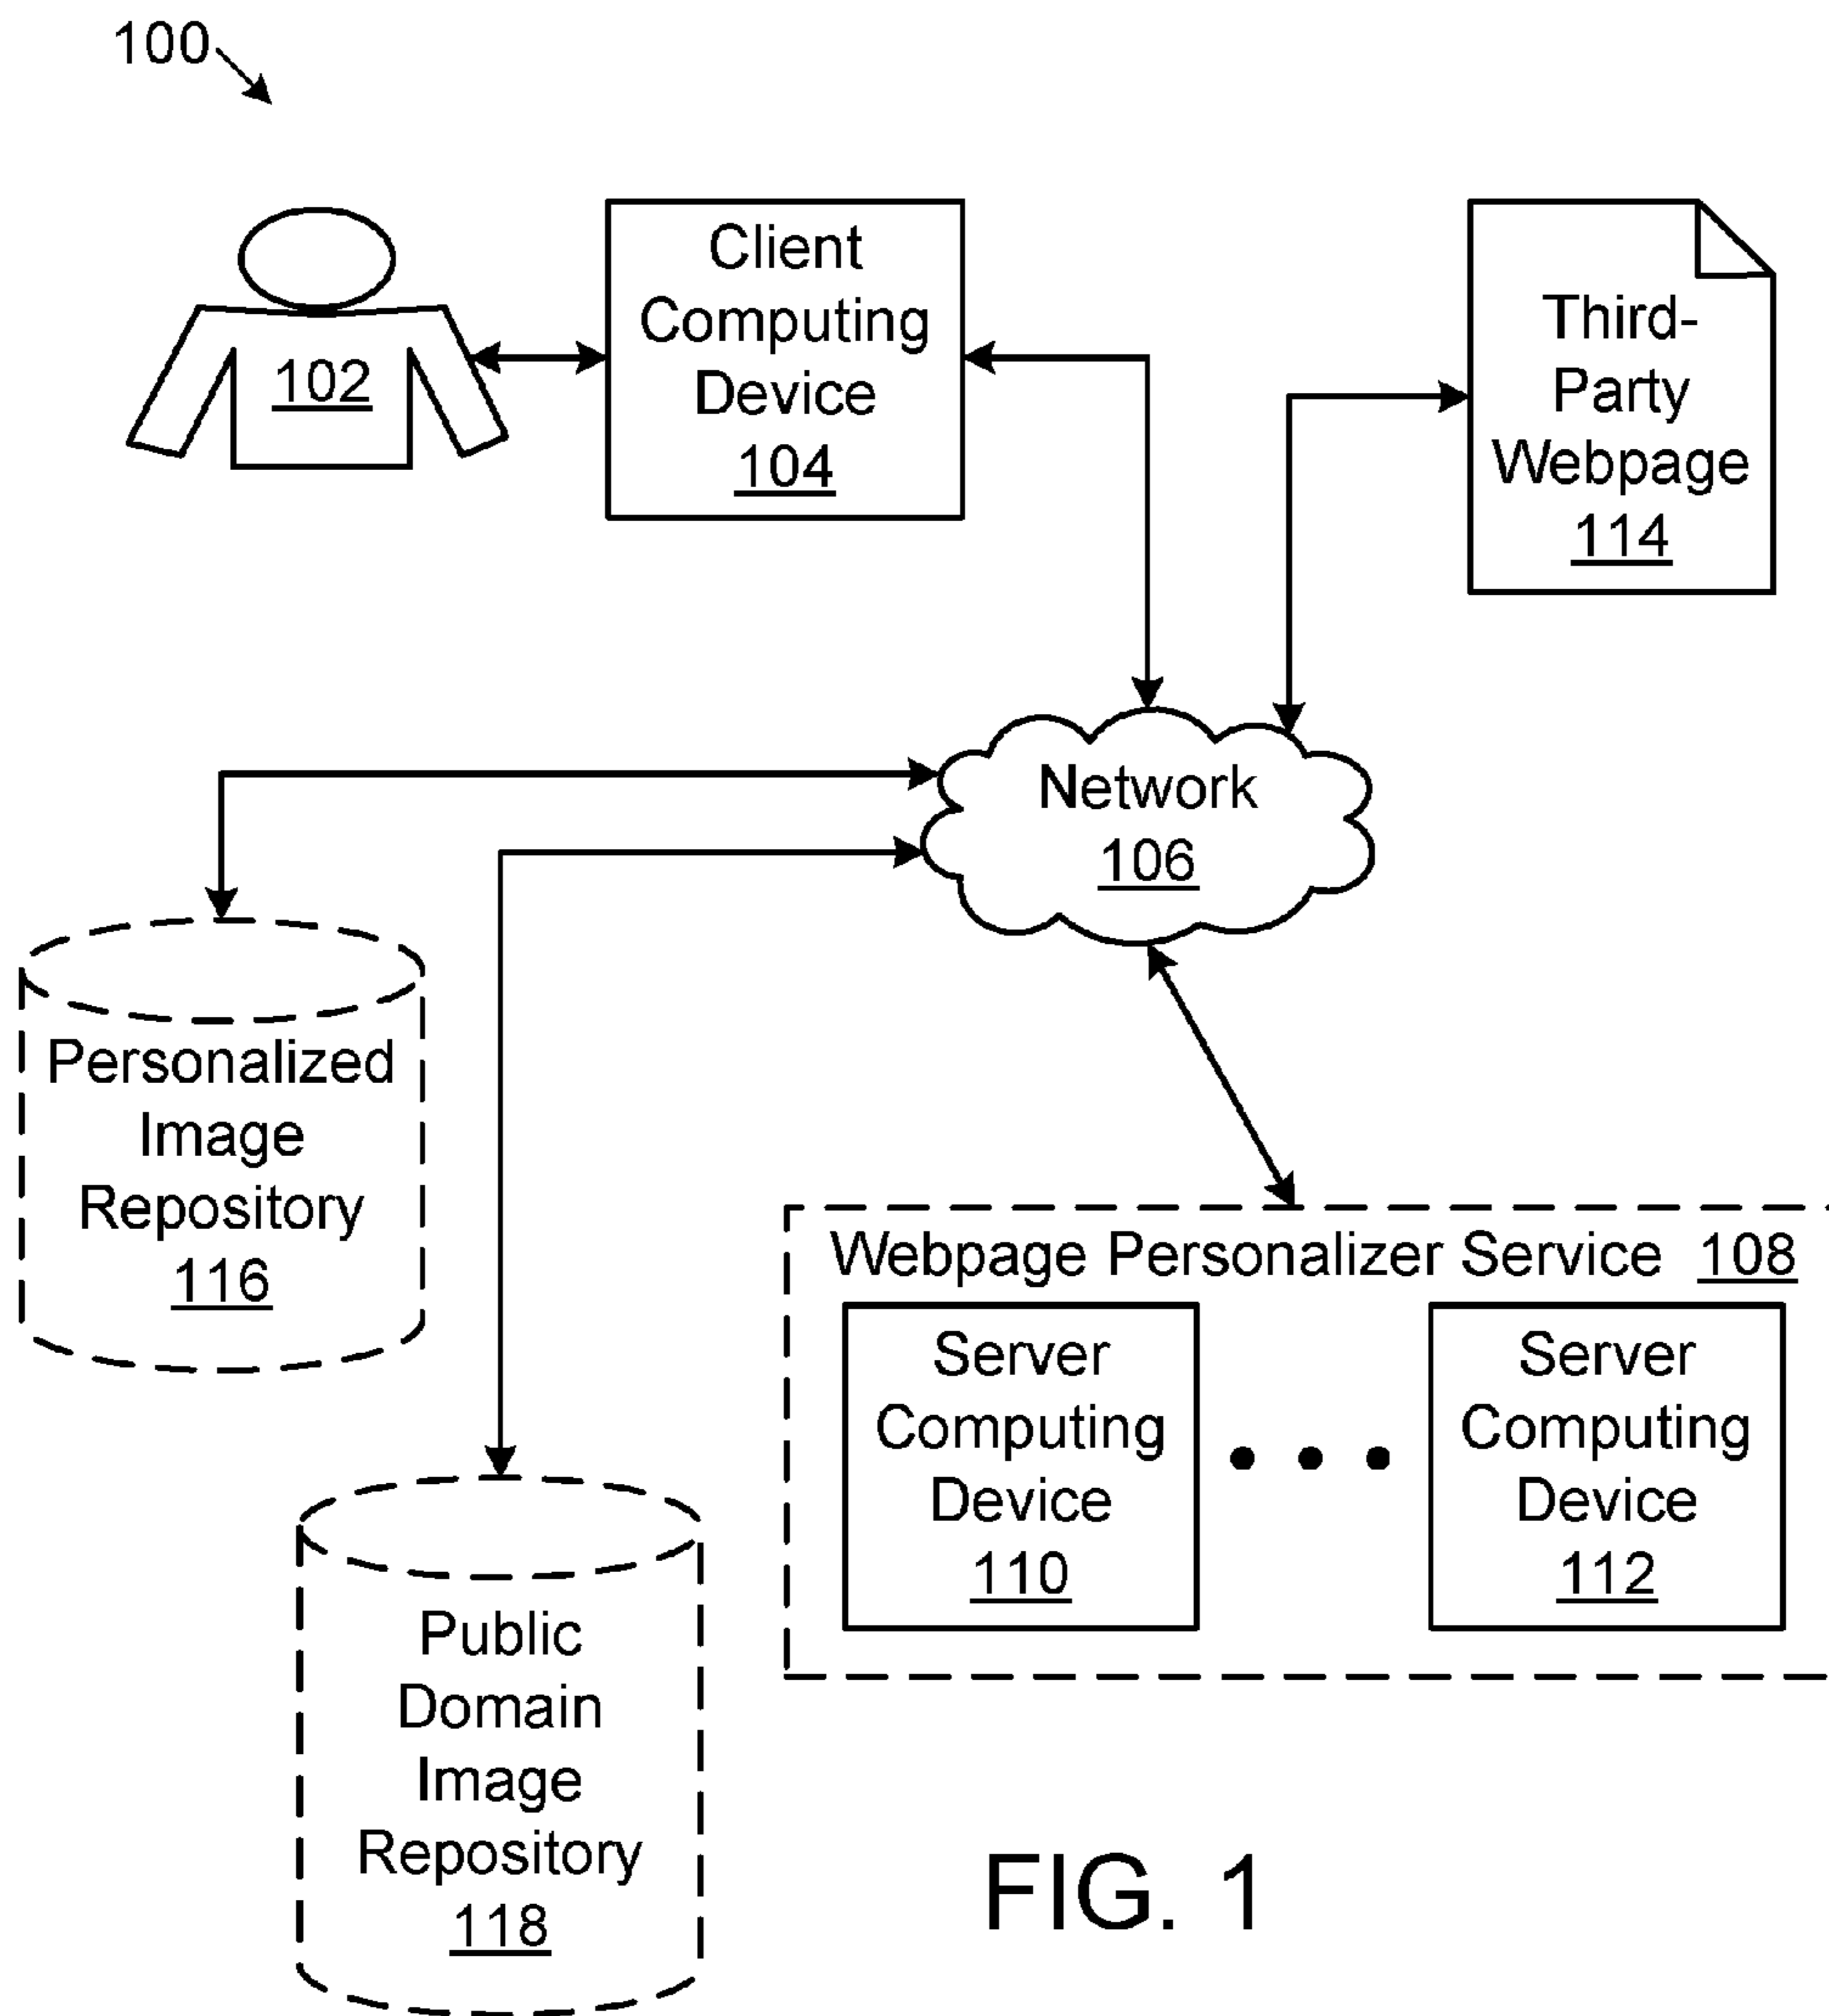 100
102
Client
Computing
Device
104
Third-
Party
Webpage
114
Network
106
Personalized
Image
Repository
116
Webpage Personalizer Service 108
Server
Computing
Device
110
Server
Computing
Device
112
Public
Domain
Image
Repository
118
FIG. 1